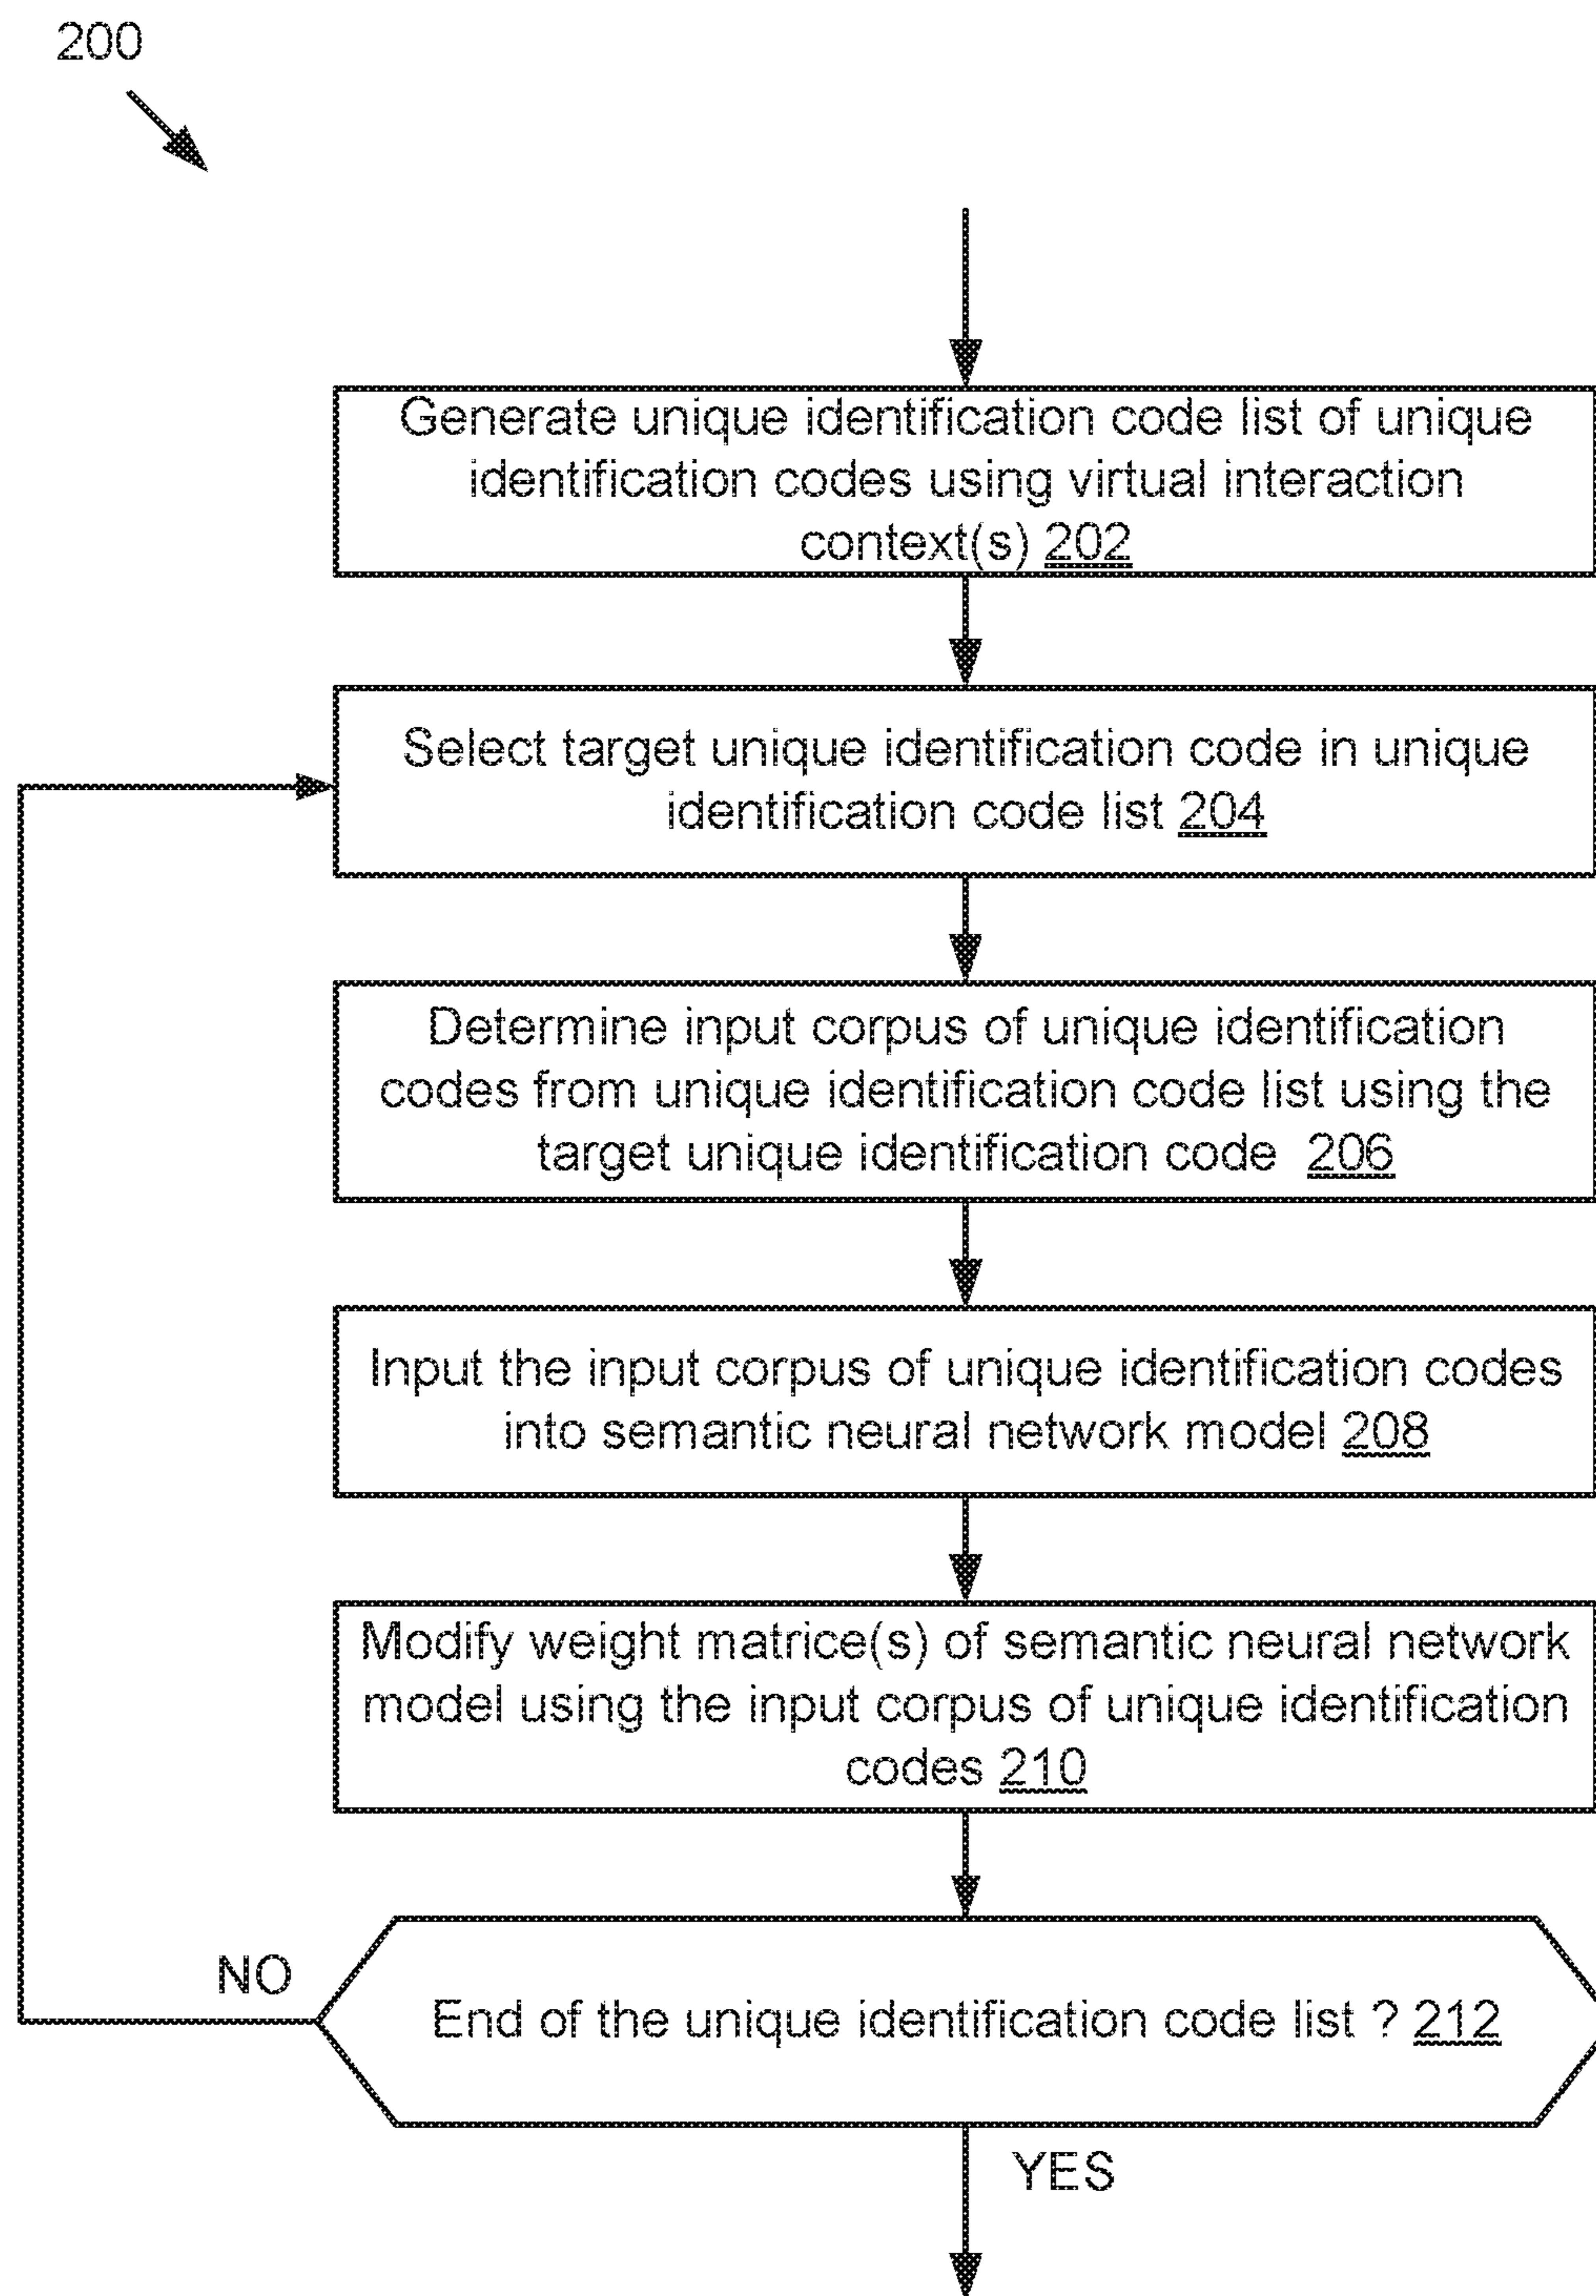 200
Generate unique identification code list of unique
identification codes using virtual interaction
context(s) 202
Select target unique identification code in unique
identification code list 204
Determine input corpus of unique identification
codes from unique identification code list using the
target unique identification code 206
Input the input corpus of unique identification codes
into semantic neural network model 208
Modify weight matrice(s) of semantic neural network
model using the input corpus of unique identification
codes 210
NO
End of the unique identification code list ? 212
YES